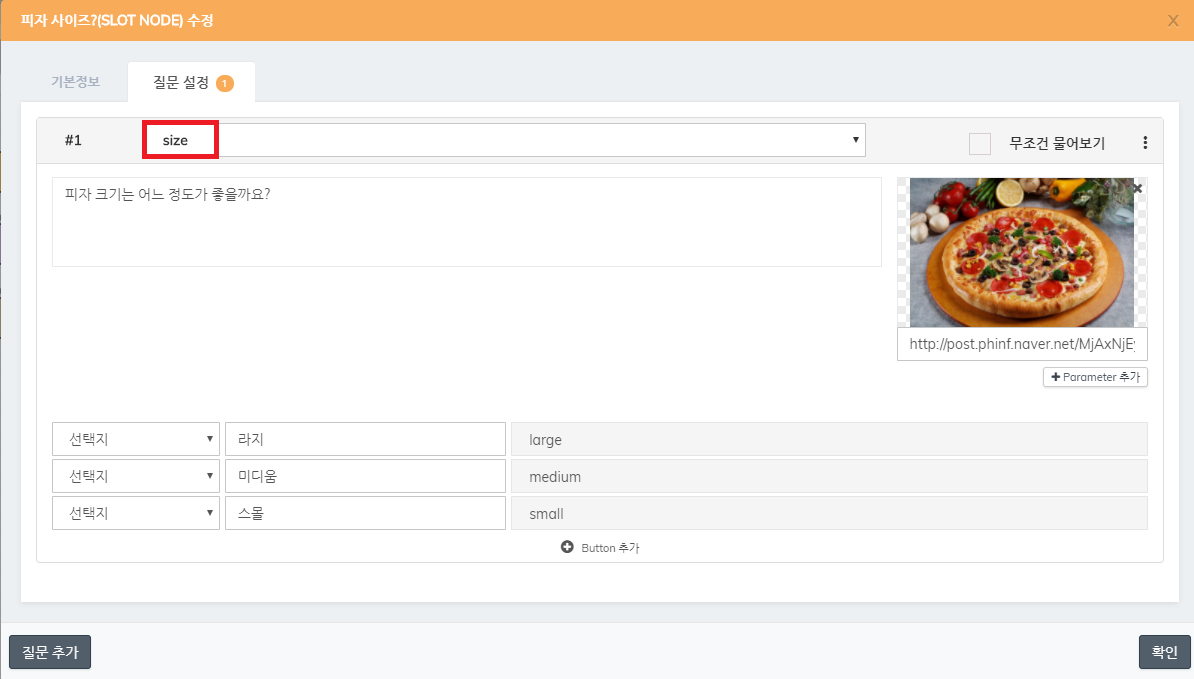 피자 사이즈?(SLOT NODE) 수정
X
기본정보
질문 설정 1
#1 size 무조건 물어보기
피자 크기는 어느 정도가 좋을까요?
http://post.phinf.naver.net/MjAxNjEy
Parameter 추가
선택지 라지 large
선택지 미디움 medium
선택지 스몰 small
Button 추가
질문 추가 확인